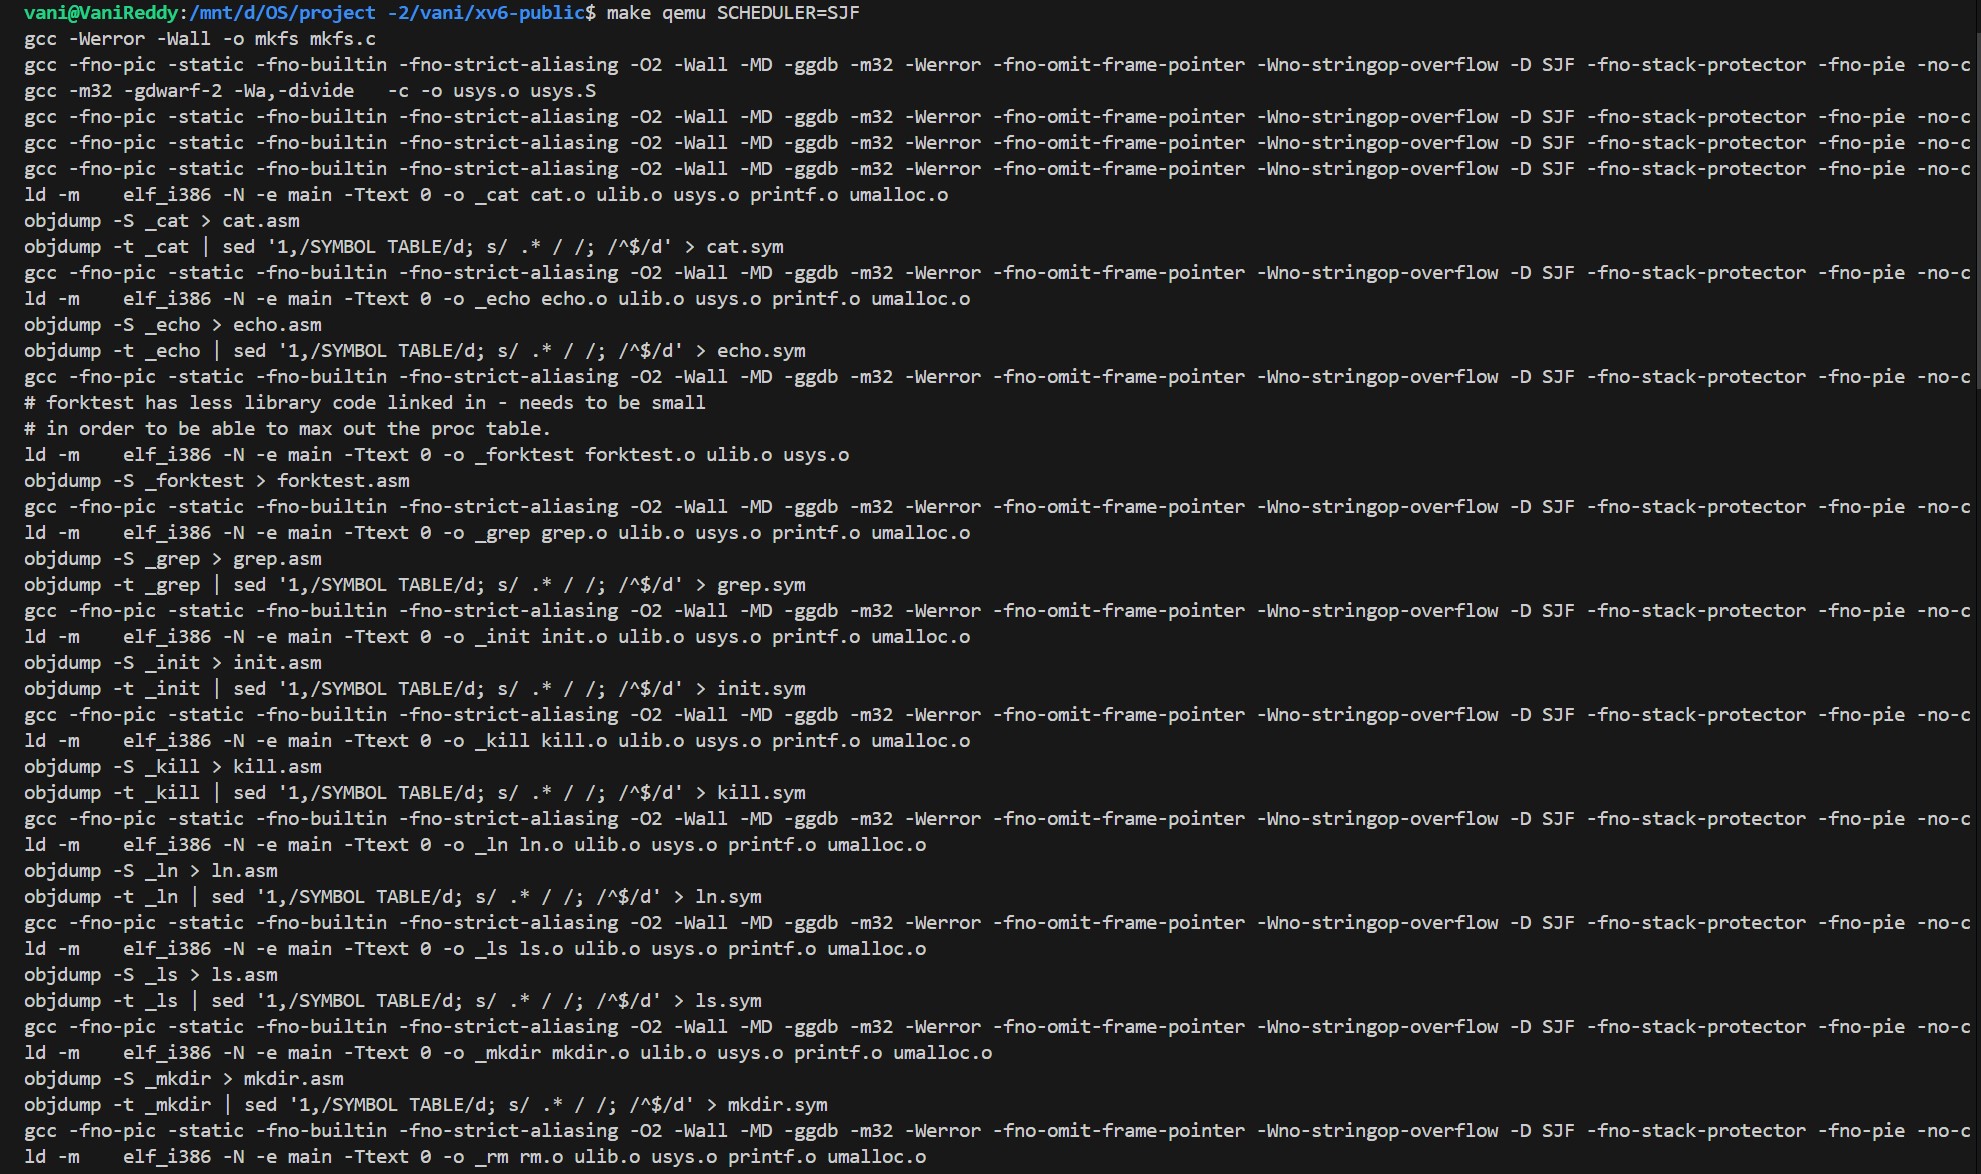 vani@VaniReddy:/mnt/d/OS/project -2/vani/xv6-public$ make qemu SCHEDULER=SJF
gcc -Werror -Wall -o mkfs mkfs.c
gcc -fno-pic -static -fno-builtin -fno-strict-aliasing -O2 -Wall -MD -ggdb -m32 -Werror -fno-omit-frame-pointer -Wno-stringop-overflow -D SJF -fno-stack-protector -fno-pie -no-c
gcc -m32 -gdwarf-2 -Wa,-divide   -c -o usys.o usys.S
gcc -fno-pic -static -fno-builtin -fno-strict-aliasing -O2 -Wall -MD -ggdb -m32 -Werror -fno-omit-frame-pointer -Wno-stringop-overflow -D SJF -fno-stack-protector -fno-pie -no-c
gcc -fno-pic -static -fno-builtin -fno-strict-aliasing -O2 -Wall -MD -ggdb -m32 -Werror -fno-omit-frame-pointer -Wno-stringop-overflow -D SJF -fno-stack-protector -fno-pie -no-c
gcc -fno-pic -static -fno-builtin -fno-strict-aliasing -O2 -Wall -MD -ggdb -m32 -Werror -fno-omit-frame-pointer -Wno-stringop-overflow -D SJF -fno-stack-protector -fno-pie -no-c
ld -m    elf_i386 -N -e main -Ttext 0 -o _cat cat.o ulib.o usys.o printf.o umalloc.o
objdump -S _cat > cat.asm
objdump -t _cat | sed '1,/SYMBOL TABLE/d; s/ .* / /; /^$/d' > cat.sym
gcc -fno-pic -static -fno-builtin -fno-strict-aliasing -O2 -Wall -MD -ggdb -m32 -Werror -fno-omit-frame-pointer -Wno-stringop-overflow -D SJF -fno-stack-protector -fno-pie -no-c
ld -m    elf_i386 -N -e main -Ttext 0 -o _echo echo.o ulib.o usys.o printf.o umalloc.o
objdump -S _echo > echo.asm
objdump -t _echo | sed '1,/SYMBOL TABLE/d; s/ .* / /; /^$/d' > echo.sym
gcc -fno-pic -static -fno-builtin -fno-strict-aliasing -O2 -Wall -MD -ggdb -m32 -Werror -fno-omit-frame-pointer -Wno-stringop-overflow -D SJF -fno-stack-protector -fno-pie -no-c
# forktest has less library code linked in - needs to be small
# in order to be able to max out the proc table.
ld -m    elf_i386 -N -e main -Ttext 0 -o _forktest forktest.o ulib.o usys.o
objdump -S _forktest > forktest.asm
gcc -fno-pic -static -fno-builtin -fno-strict-aliasing -O2 -Wall -MD -ggdb -m32 -Werror -fno-omit-frame-pointer -Wno-stringop-overflow -D SJF -fno-stack-protector -fno-pie -no-c
ld -m    elf_i386 -N -e main -Ttext 0 -o _grep grep.o ulib.o usys.o printf.o umalloc.o
objdump -S _grep > grep.asm
objdump -t _grep | sed '1,/SYMBOL TABLE/d; s/ .* / /; /^$/d' > grep.sym
gcc -fno-pic -static -fno-builtin -fno-strict-aliasing -O2 -Wall -MD -ggdb -m32 -Werror -fno-omit-frame-pointer -Wno-stringop-overflow -D SJF -fno-stack-protector -fno-pie -no-c
ld -m    elf_i386 -N -e main -Ttext 0 -o _init init.o ulib.o usys.o printf.o umalloc.o
objdump -S _init > init.asm
objdump -t _init | sed '1,/SYMBOL TABLE/d; s/ .* / /; /^$/d' > init.sym
gcc -fno-pic -static -fno-builtin -fno-strict-aliasing -O2 -Wall -MD -ggdb -m32 -Werror -fno-omit-frame-pointer -Wno-stringop-overflow -D SJF -fno-stack-protector -fno-pie -no-c
ld -m    elf_i386 -N -e main -Ttext 0 -o _kill kill.o ulib.o usys.o printf.o umalloc.o
objdump -S _kill > kill.asm
objdump -t _kill | sed '1,/SYMBOL TABLE/d; s/ .* / /; /^$/d' > kill.sym
gcc -fno-pic -static -fno-builtin -fno-strict-aliasing -O2 -Wall -MD -ggdb -m32 -Werror -fno-omit-frame-pointer -Wno-stringop-overflow -D SJF -fno-stack-protector -fno-pie -no-c
ld -m    elf_i386 -N -e main -Ttext 0 -o _ln ln.o ulib.o usys.o printf.o umalloc.o
objdump -S _ln > ln.asm
objdump -t _ln | sed '1,/SYMBOL TABLE/d; s/ .* / /; /^$/d' > ln.sym
gcc -fno-pic -static -fno-builtin -fno-strict-aliasing -O2 -Wall -MD -ggdb -m32 -Werror -fno-omit-frame-pointer -Wno-stringop-overflow -D SJF -fno-stack-protector -fno-pie -no-c
ld -m    elf_i386 -N -e main -Ttext 0 -o _ls ls.o ulib.o usys.o printf.o umalloc.o
objdump -S _ls > ls.asm
objdump -t _ls | sed '1,/SYMBOL TABLE/d; s/ .* / /; /^$/d' > ls.sym
gcc -fno-pic -static -fno-builtin -fno-strict-aliasing -O2 -Wall -MD -ggdb -m32 -Werror -fno-omit-frame-pointer -Wno-stringop-overflow -D SJF -fno-stack-protector -fno-pie -no-c
ld -m    elf_i386 -N -e main -Ttext 0 -o _mkdir mkdir.o ulib.o usys.o printf.o umalloc.o
objdump -S _mkdir > mkdir.asm
objdump -t _mkdir | sed '1,/SYMBOL TABLE/d; s/ .* / /; /^$/d' > mkdir.sym
gcc -fno-pic -static -fno-builtin -fno-strict-aliasing -O2 -Wall -MD -ggdb -m32 -Werror -fno-omit-frame-pointer -Wno-stringop-overflow -D SJF -fno-stack-protector -fno-pie -no-c
ld -m    elf_i386 -N -e main -Ttext 0 -o _rm rm.o ulib.o usys.o printf.o umalloc.o